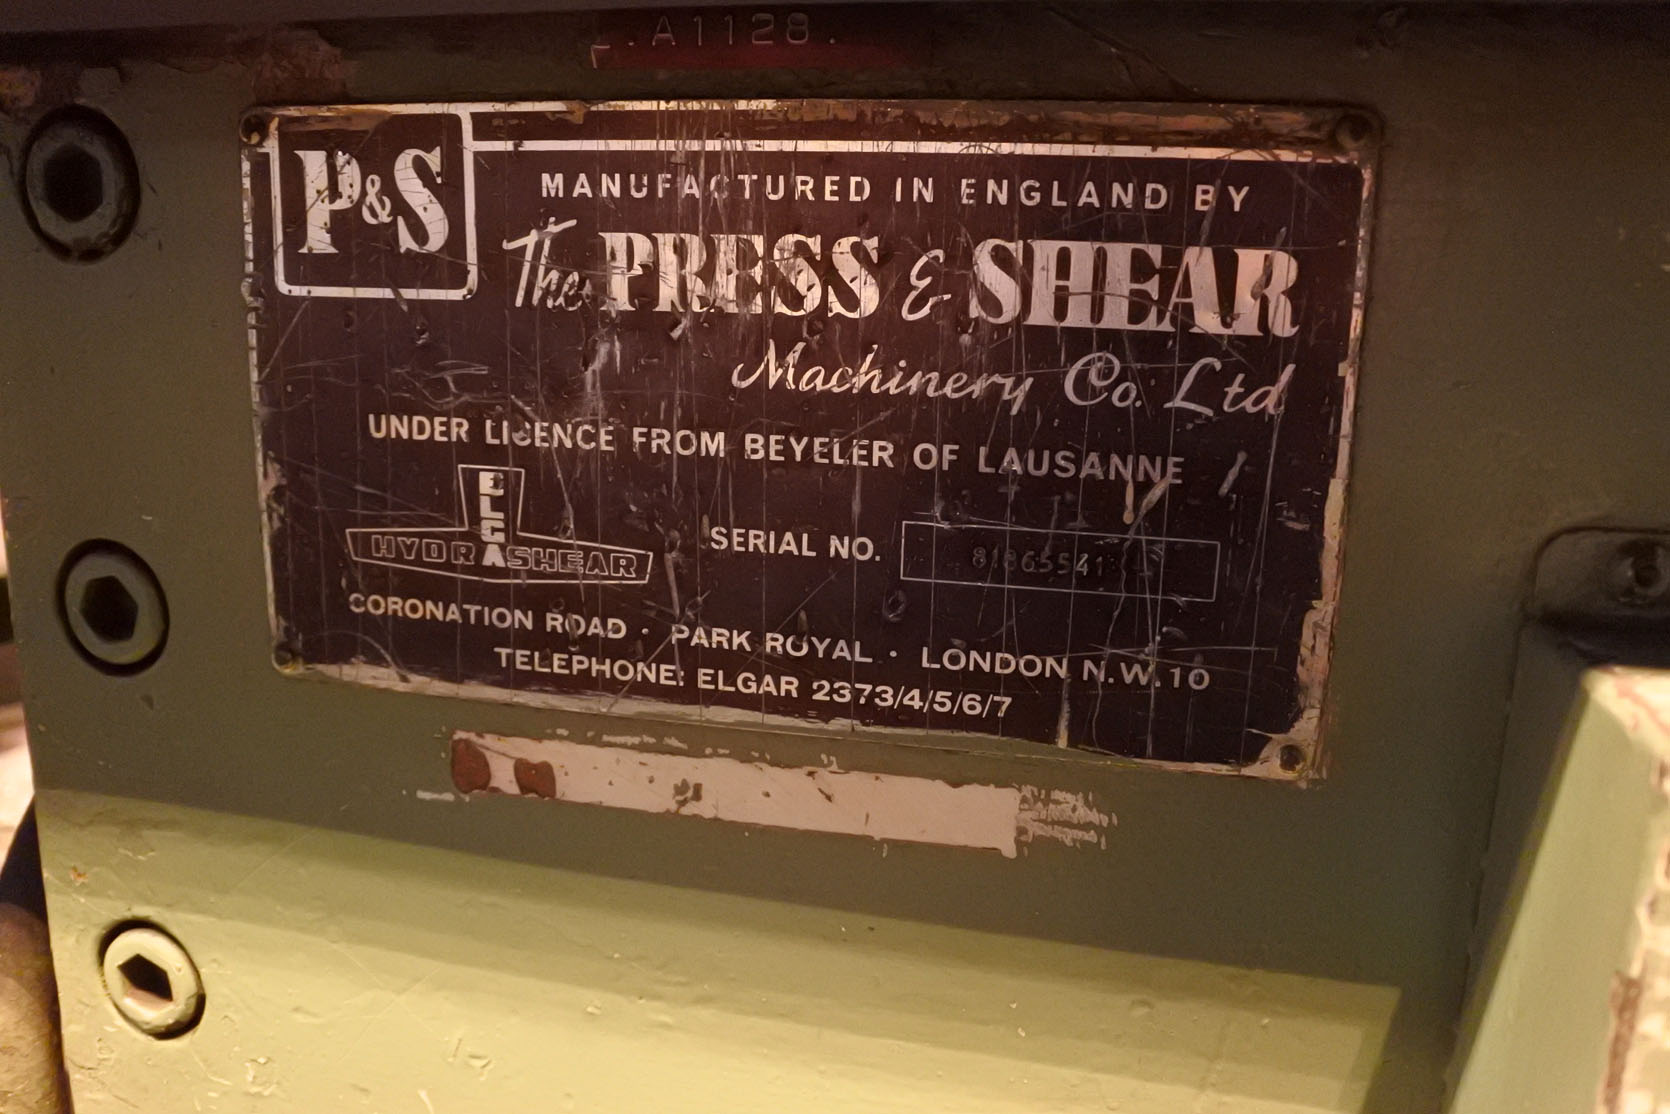 .A1128.
P&S
MANUFACTURED IN ENGLAND BY
The PRESS & SHEAR
Machinery Co. Ltd
UNDER LICENCE FROM BEYELER OF LAUSANNE
ELGA
HYDRASHEAR
SERIAL NO.
CORONATION ROAD · PARK ROYAL · LONDON N.W.10
TELEPHONE: ELGAR 2373/4/5/6/7